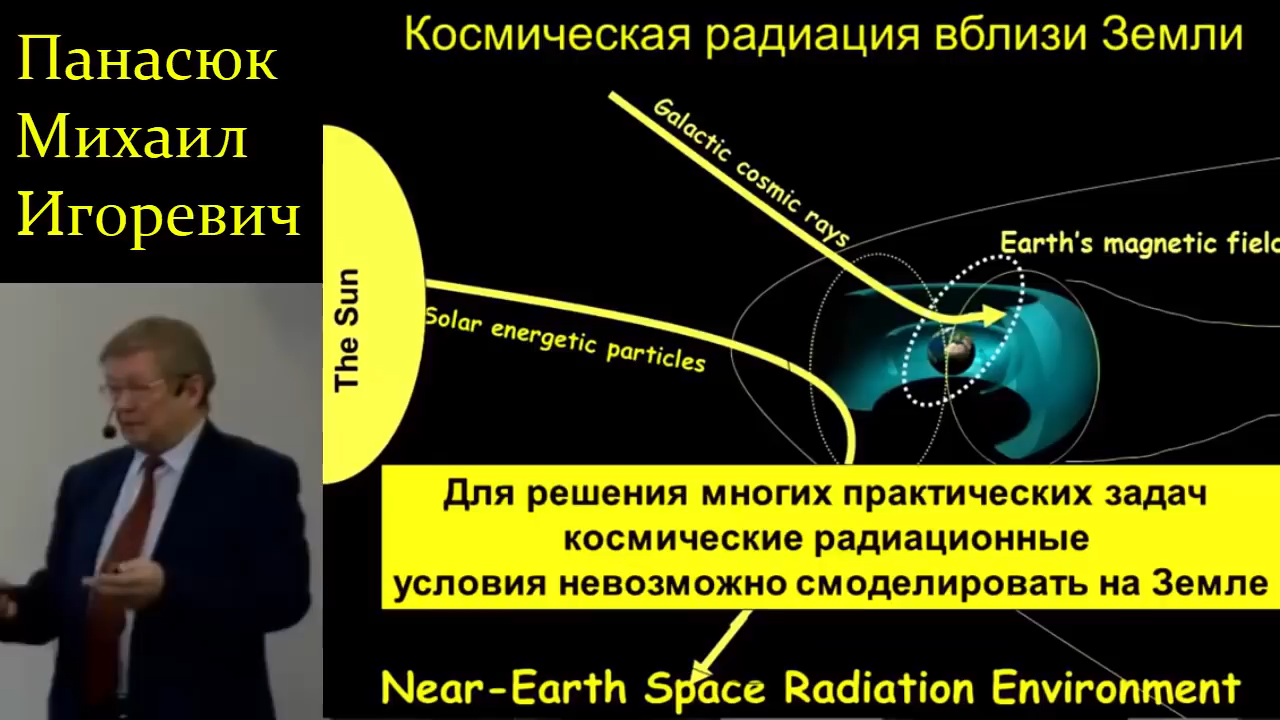 Панасюк
Михаил
Игоревич
Космическая радиация вблизи Земли
Galactic cosmic rays
Earth's magnetic field
The Sun
Solar energetic particles
Для решения многих практических задач
космические радиационные
условия невозможно смоделировать на Земле
Near-Earth Space Radiation Environment